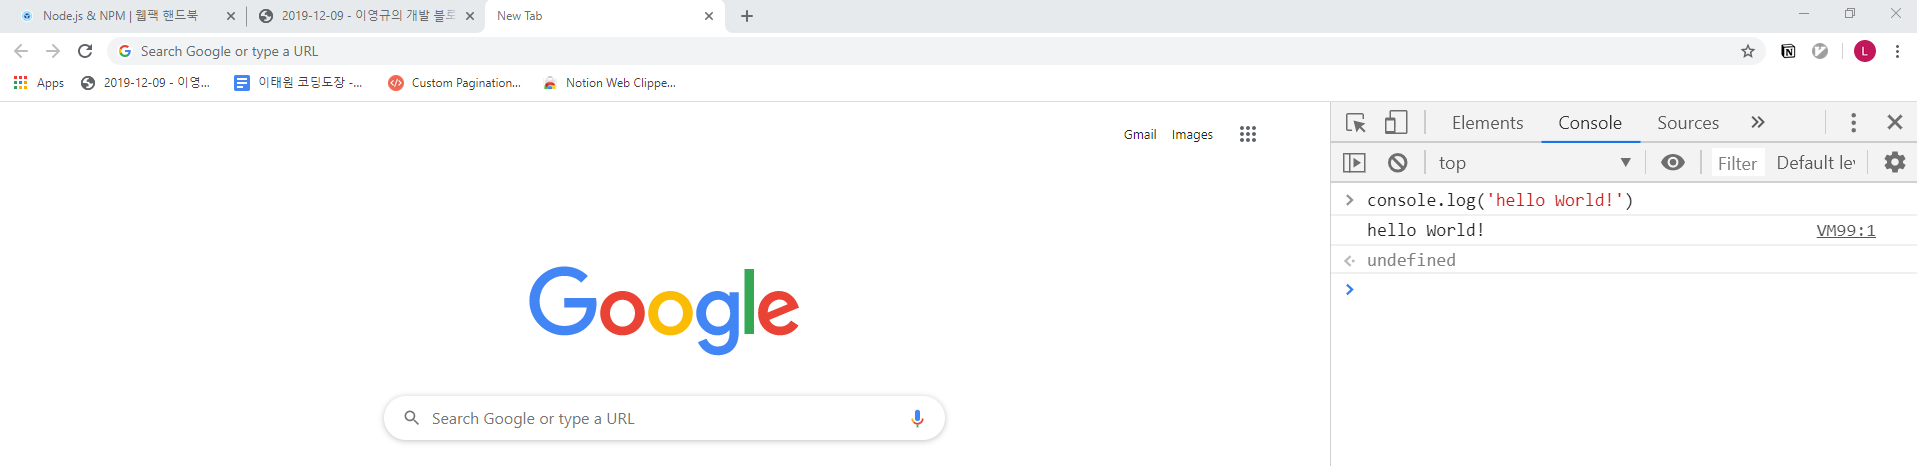 Node.js & NPM | 웹팩 핸드북
2019-12-09 - 이영규의 개발 블로
New Tab
Search Google or type a URL
L
Apps
2019-12-09 - 이영...
이태원 코딩도장 -...
Custom Pagination...
Notion Web Clippe...
Gmail
Images
Elements
Console
Sources
top
Filter
Default lev
console.log('hello World!')
hello World!
VM99:1
undefined
Google
Search Google or type a URL